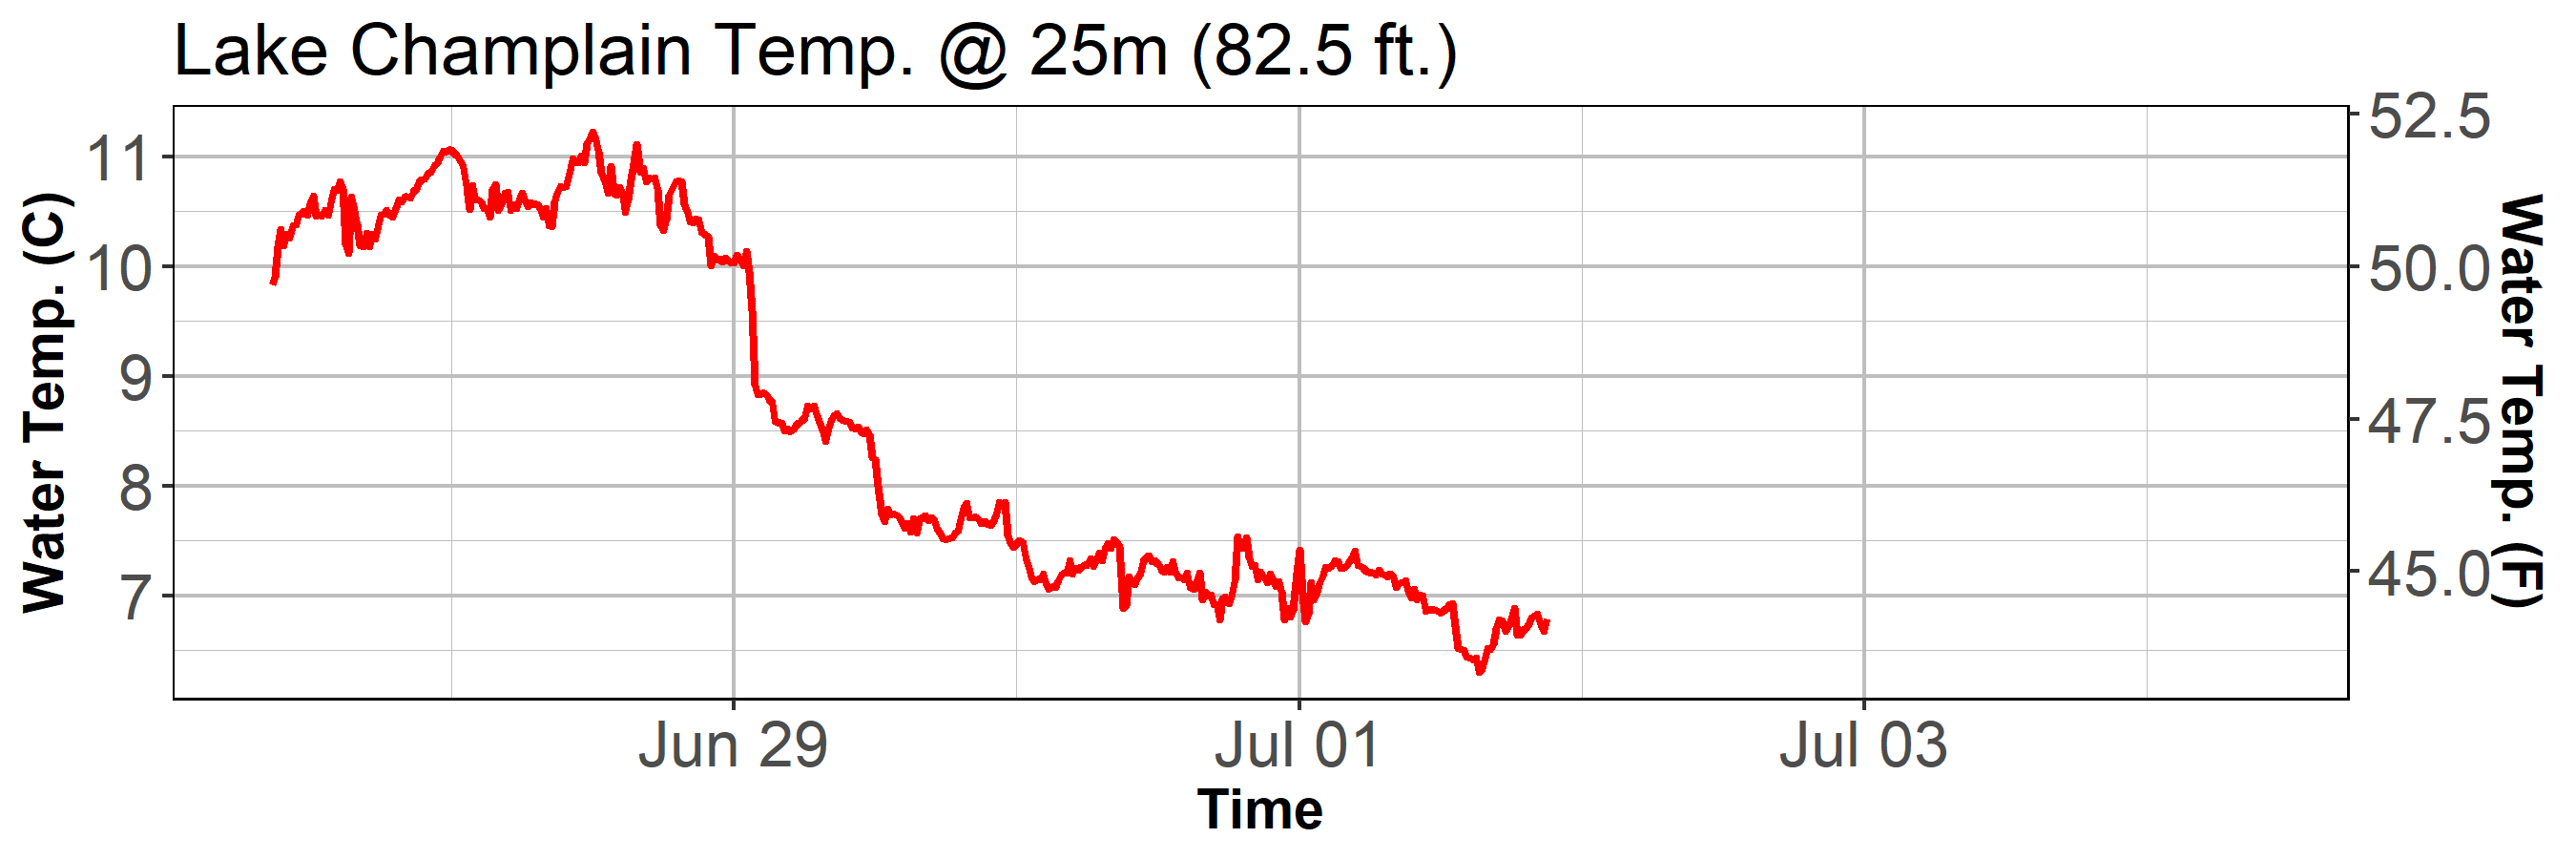 Lake Champlain Temp. @ 25m (82.5 ft.)
Water Temp. (C)
11
10
9
8
7
52.5
50.0
47.5
45.0
Water Temp. (F)
Jun 29
Jul 01
Jul 03
Time